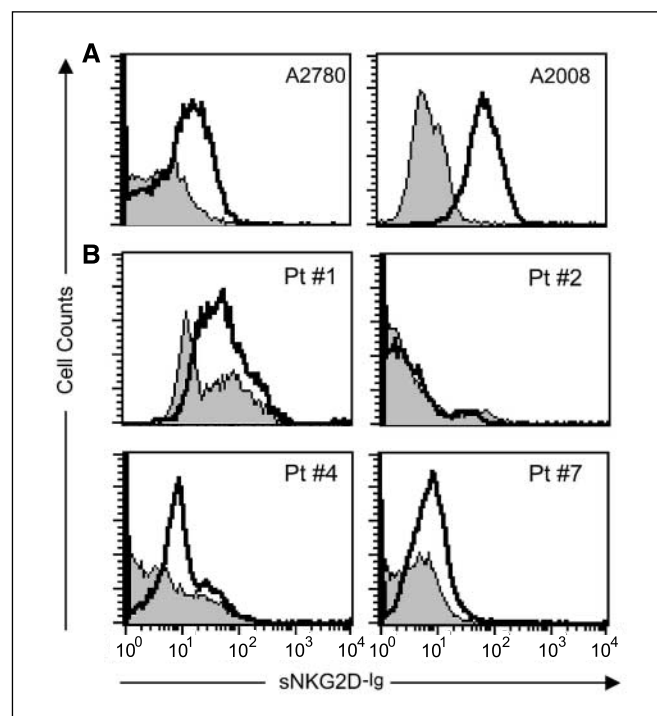 A
A2780
A2008
B
Pt #1
Pt #2
Cell Counts
Pt #4
Pt #7
10⁰ 10¹ 10² 10³ 10⁴
10⁰ 10¹ 10² 10³ 10⁴
sNKG2D-Ig